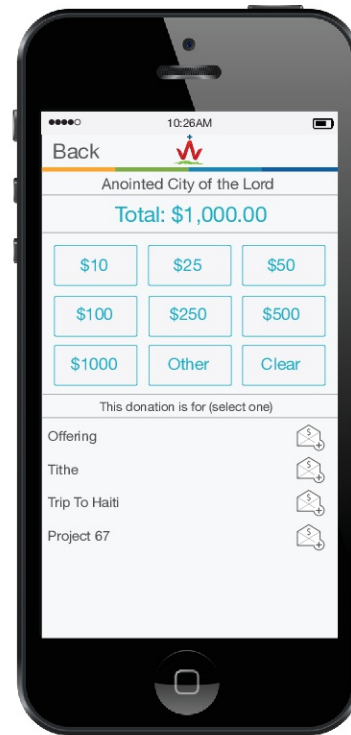 10:26AM
Back
Anointed City of the Lord
Total: $1,000.00
$10 $25 $50
$100 $250 $500
$1000 Other Clear
This donation is for (select one)
Offering
Tithe
Trip To Haiti
Project 67